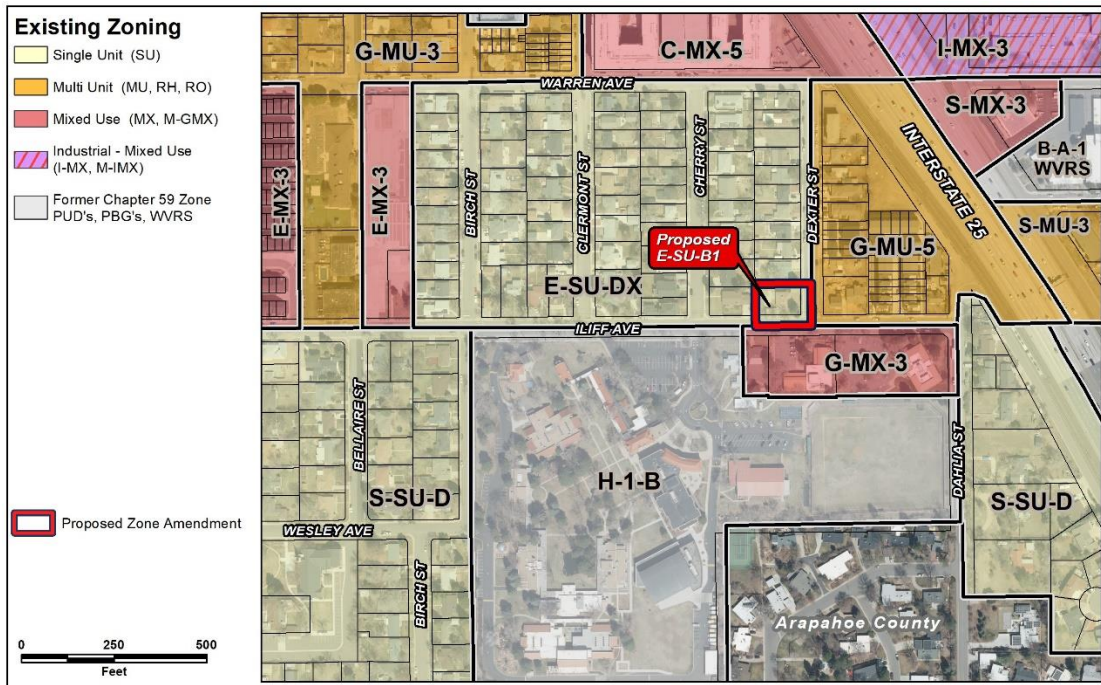 Existing Zoning
Single Unit (SU)
Multi Unit (MU, RH, RO)
Mixed Use (MX, M-GMX)
Industrial - Mixed Use
(I-MX, M-IMX)
Former Chapter 59 Zone
PUD's, PBG's, WVRS
Proposed Zone Amendment
0 250 500
Feet
G-MU-3
C-MX-5
I-MX-3
WARREN AVE
S-MX-3
B-A-1
WVRS
INTERSTATE 25
E-MX-3
E-MX-3
BIRCH ST
CLERMONT ST
CHERRY ST
DEXTER ST
S-MU-3
Proposed
E-SU-B1
G-MU-5
E-SU-DX
ILIFF AVE
G-MX-3
BELLAIRE ST
S-SU-D
H-1-B
DAHLIA ST
S-SU-D
WESLEY AVE
BIRCH ST
Arapahoe County